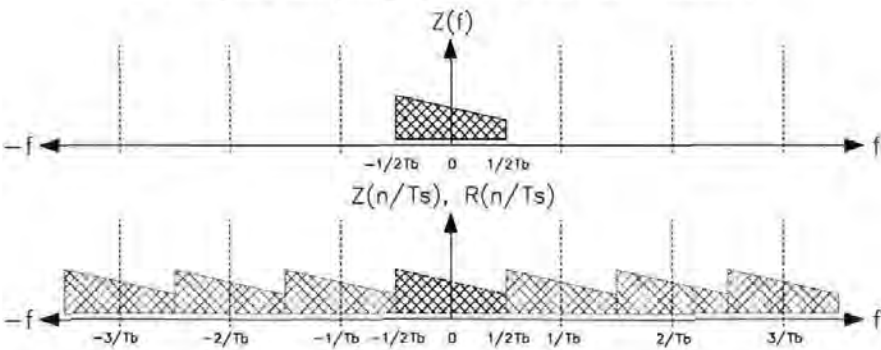 Z(f)
-f f
-1/2Tb 0 1/2Tb
Z(n/Ts), R(n/Ts)
-f f
-3/Tb -2/Tb -1/Tb -1/2Tb 0 1/2Tb 1/Tb 2/Tb 3/Tb